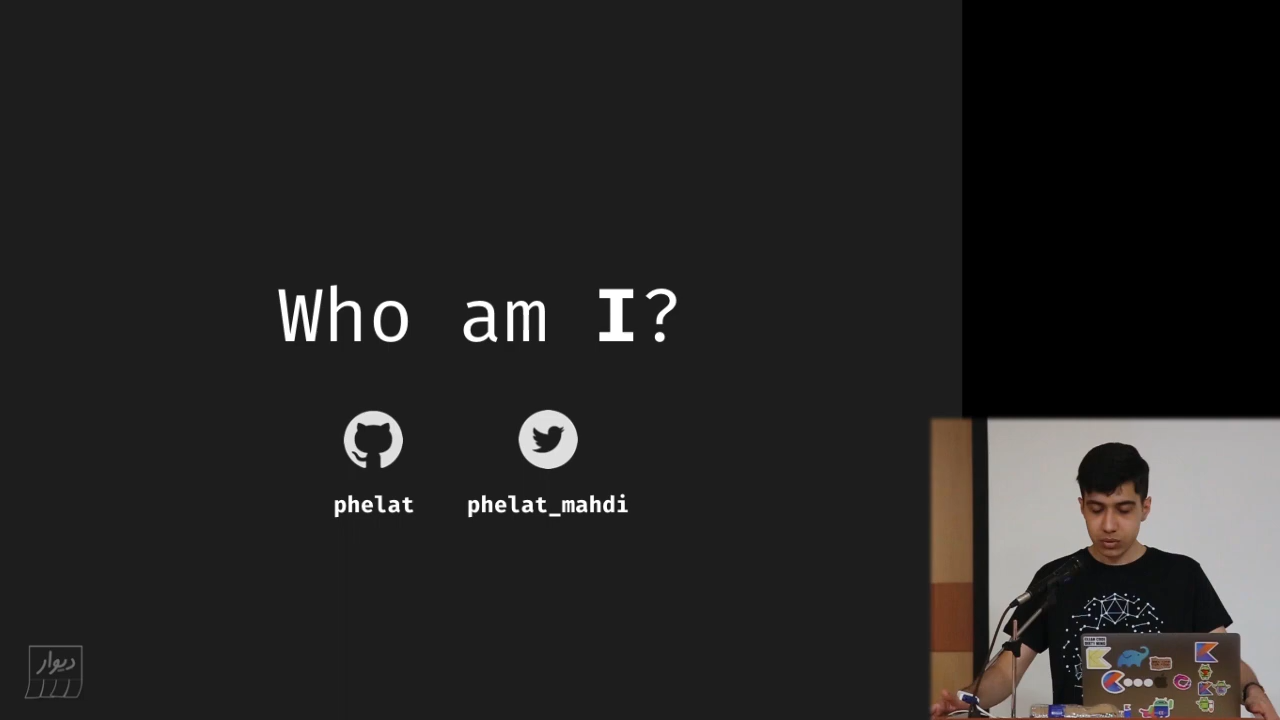 Who am I?
phelat phelat_mahdi
دیوار